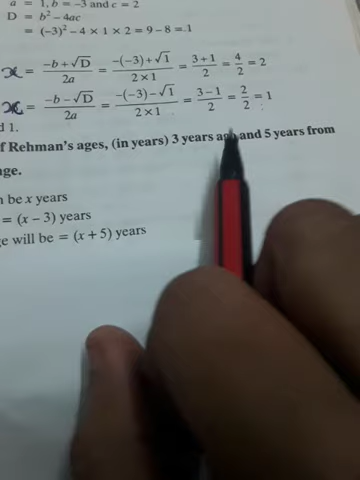 a = 1, b = −3 and c = 2
D = b² − 4ac
= (−3)² − 4 × 1 × 2 = 9 − 8 = 1
x = −b + √D / 2a = −(−3) + √1 / 2 × 1 = 3 + 1 / 2 = 4 / 2 = 2
x = −b − √D / 2a = −(−3) − √1 / 2 × 1 = 3 − 1 / 2 = 2 / 2 = 1
d 1.
f Rehman's ages, (in years) 3 years ago and 5 years from
ge.
n be x years
= (x − 3) years
e will be = (x + 5) years